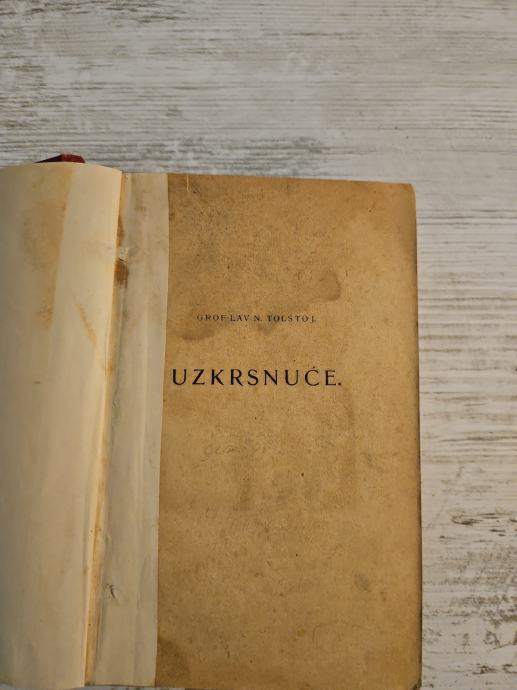 GROF LAV N. TOLSTOJ.
UZKRSNUĆE.